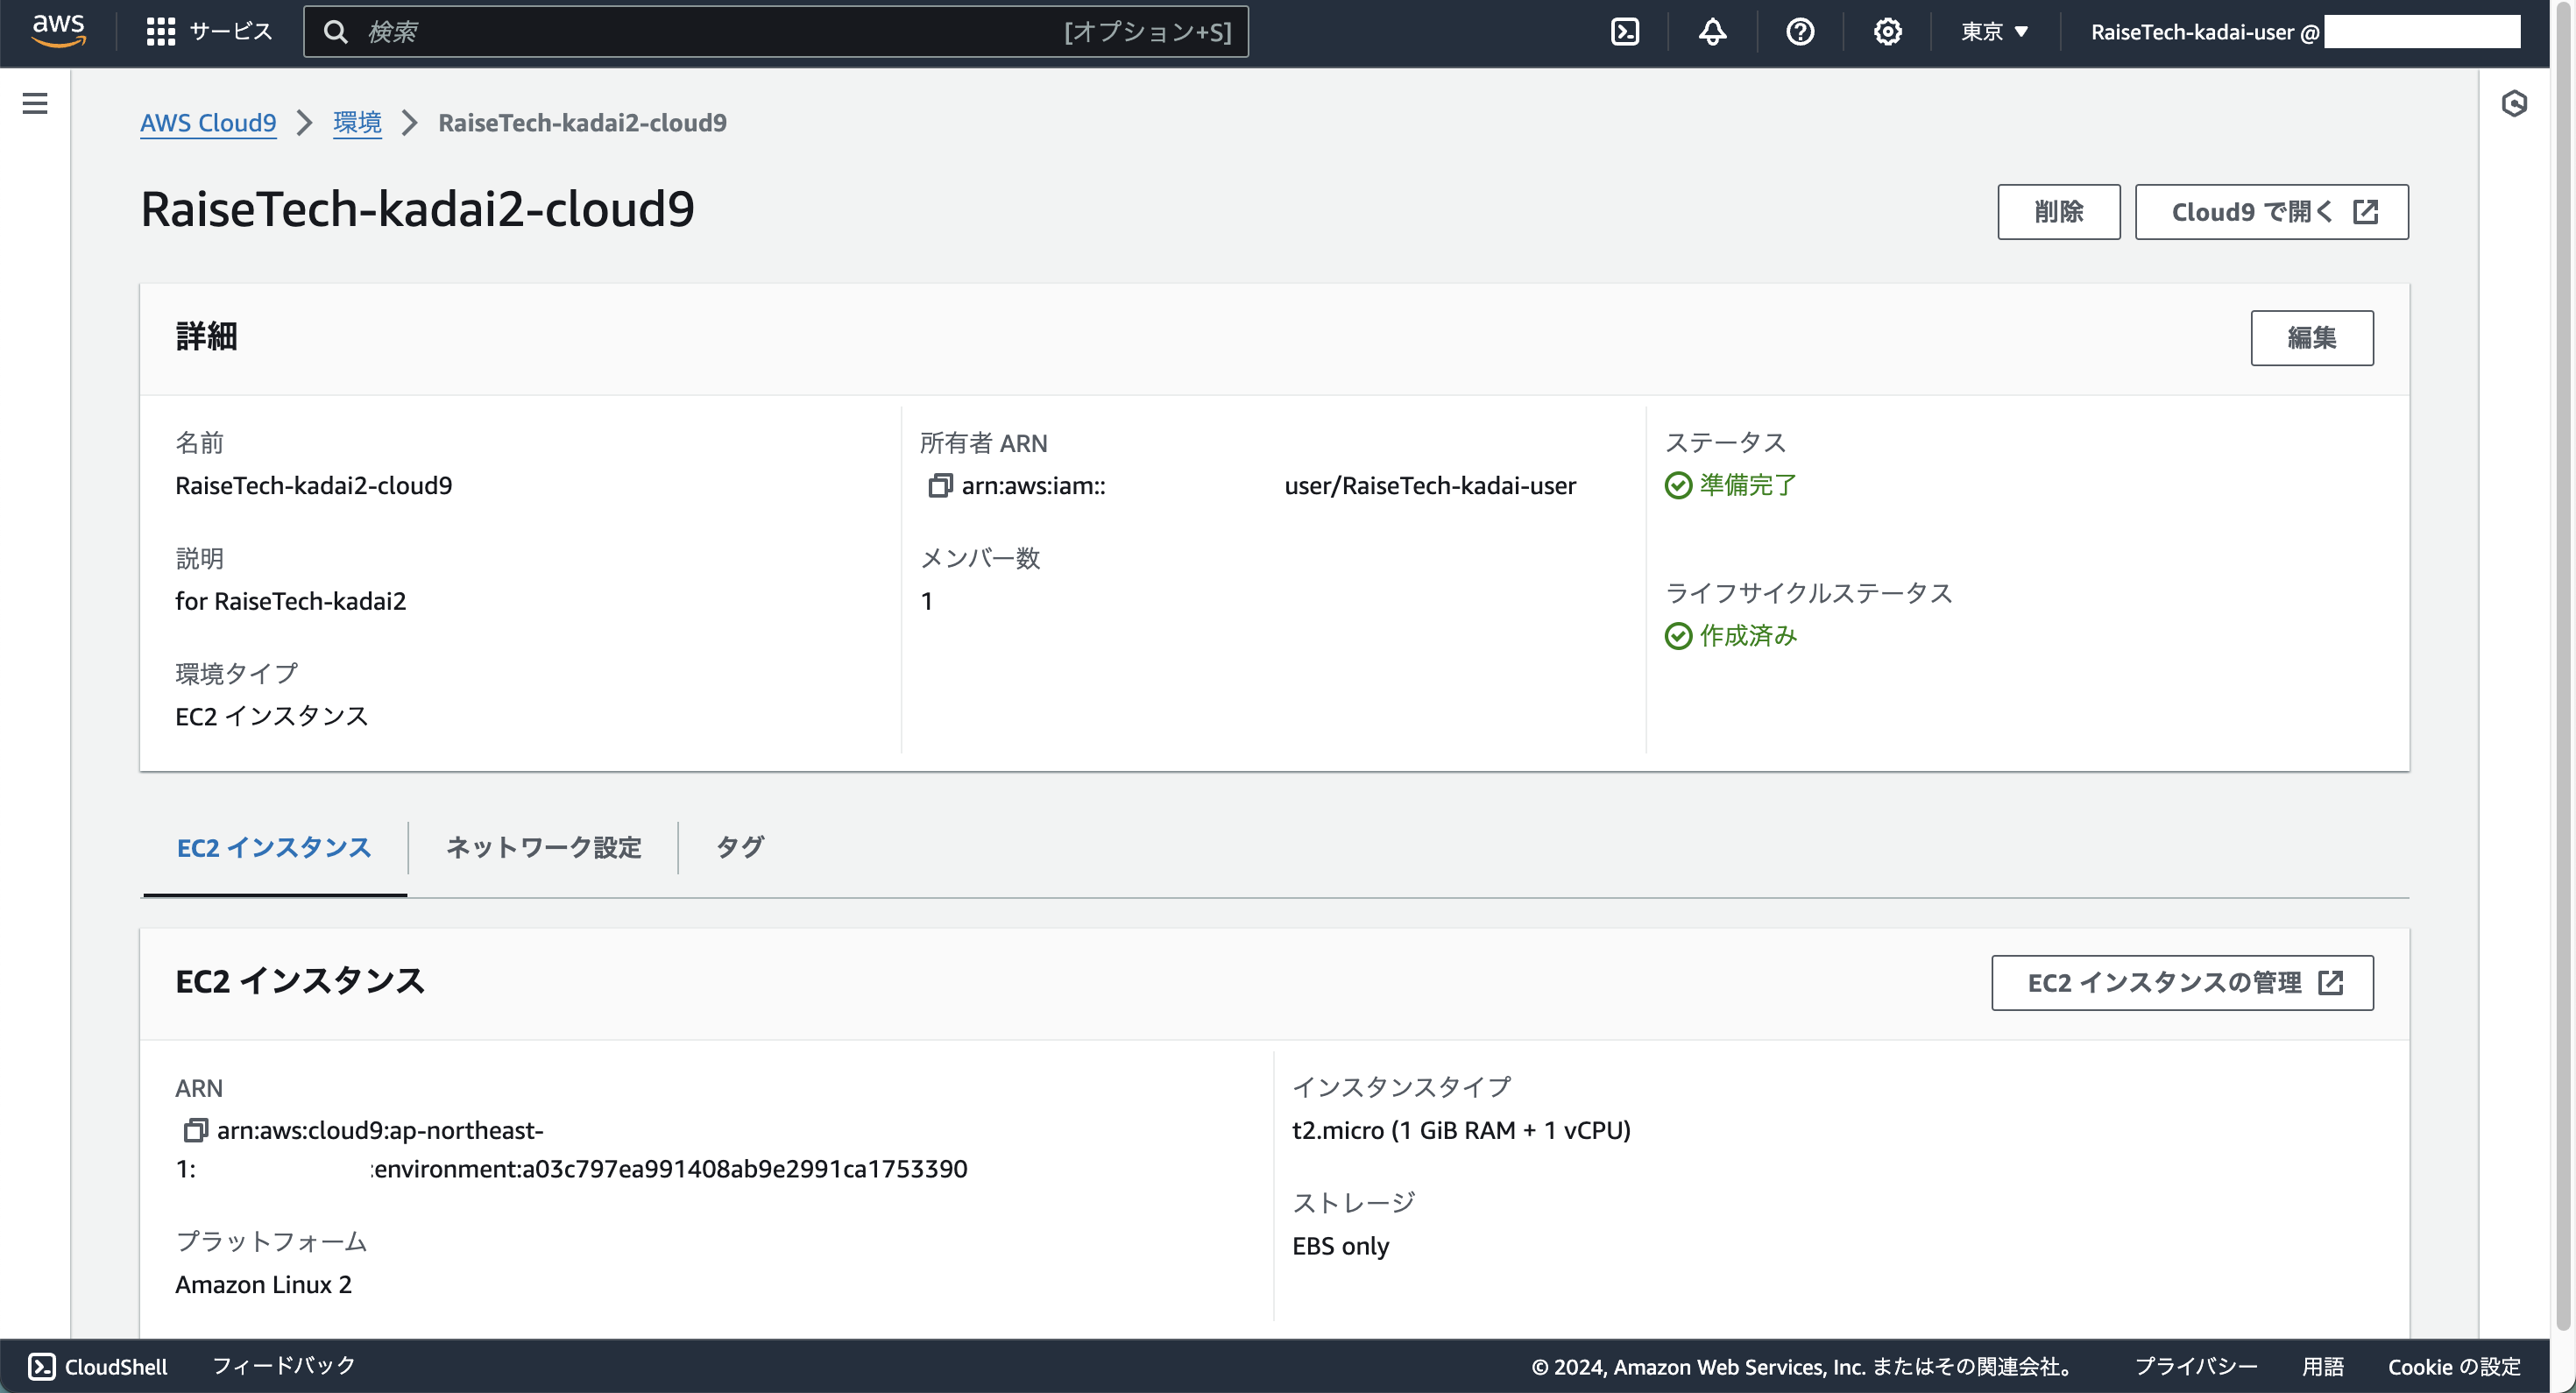 aws
サービス
検索
[オプション+S]
東京 ▼
RaiseTech-kadai-user @
AWS Cloud9
環境
RaiseTech-kadai2-cloud9
RaiseTech-kadai2-cloud9
削除
Cloud9 で開く
詳細
編集
名前
RaiseTech-kadai2-cloud9
説明
for RaiseTech-kadai2
環境タイプ
EC2 インスタンス
所有者 ARN
arn:aws:iam:: user/RaiseTech-kadai-user
メンバー数
1
ステータス
準備完了
ライフサイクルステータス
作成済み
EC2 インスタンス
ネットワーク設定
タグ
EC2 インスタンス
EC2 インスタンスの管理
ARN
arn:aws:cloud9:ap-northeast-
1: :environment:a03c797ea991408ab9e2991ca1753390
プラットフォーム
Amazon Linux 2
インスタンスタイプ
t2.micro (1 GiB RAM + 1 vCPU)
ストレージ
EBS only
CloudShell
フィードバック
© 2024, Amazon Web Services, Inc. またはその関連会社。
プライバシー
用語
Cookie の設定